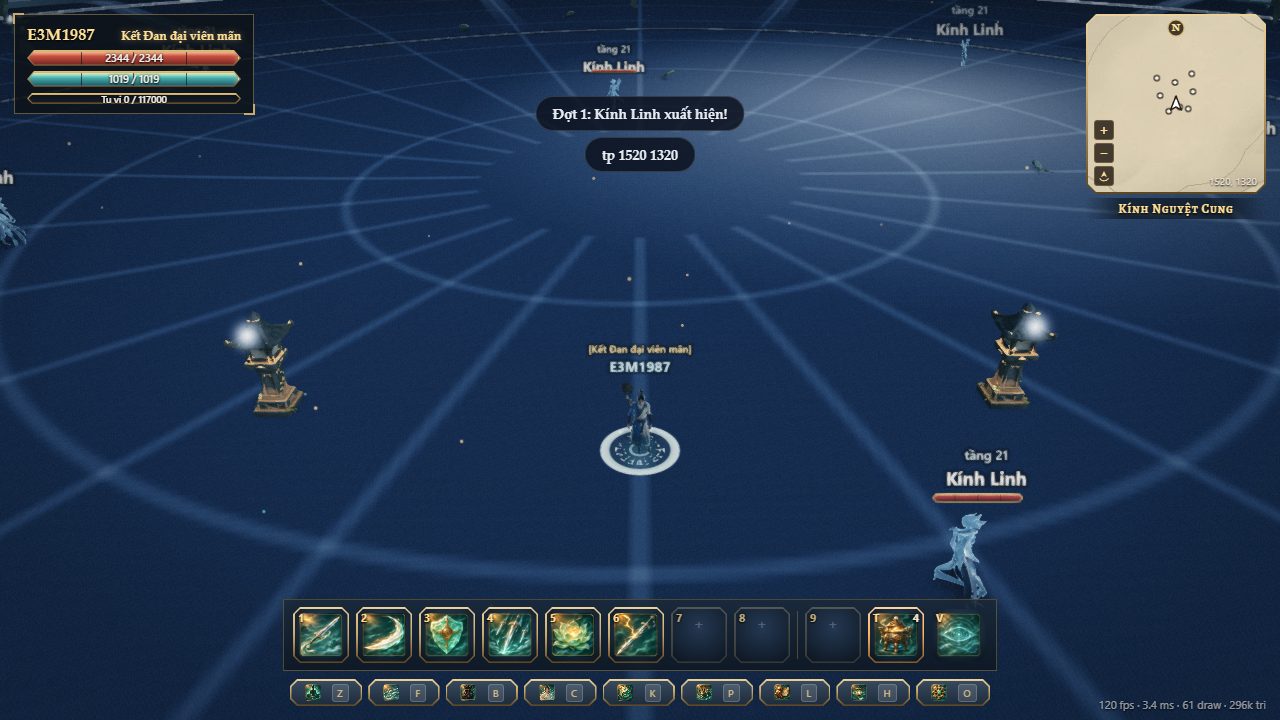 E3M1987 Kết Đan đại viên mãn
2344 / 2344
1019 / 1019
Tu vi 0 / 117000
tầng 21
Kính Linh
tầng 21
Kính Linh
Đợt 1: Kính Linh xuất hiện!
tp 1520 1320
N
+
−
1520, 1320
Kính Nguyệt Cung
nh
h
[Kết Đan đại viên mãn]
E3M1987
tầng 21
Kính Linh
1 2 3 4 5 6 7 + 8 + 9 + T 4 V
Z F B C K P L H O
120 fps · 3.4 ms · 61 draw · 296k tri